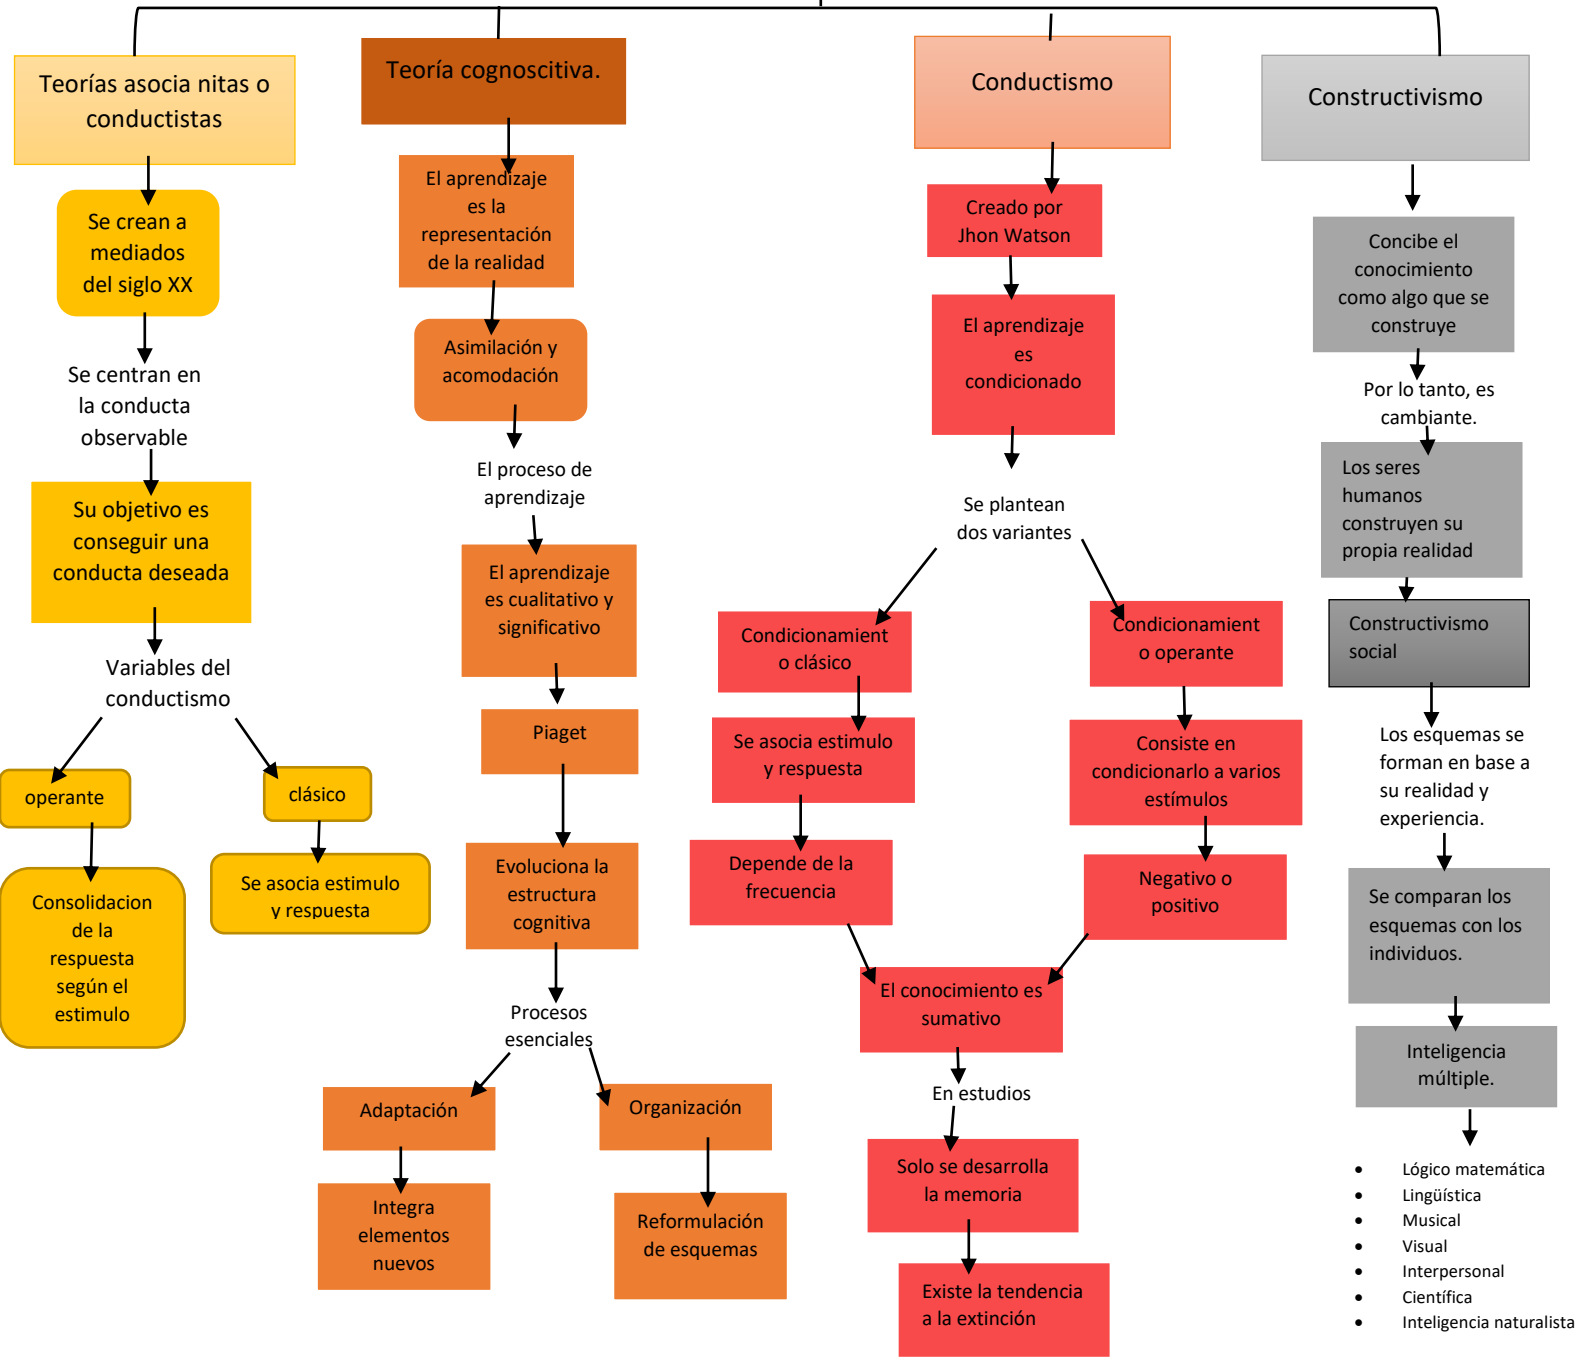 Teorías asocia nitas o
conductistas
Se crean a
mediados
del siglo XX
Se centran en
la conducta
observable
Su objetivo es
conseguir una
conducta deseada
Variables del
conductismo
operante
Consolidacion
de la
respuesta
según el
estimulo
clásico
Se asocia estimulo
y respuesta
Teoría cognoscitiva.
El aprendizaje
es la
representación
de la realidad
Asimilación y
acomodación
El proceso de
aprendizaje
El aprendizaje
es cualitativo y
significativo
Piaget
Evoluciona la
estructura
cognitiva
Procesos
esenciales
Adaptación
Integra
elementos
nuevos
Organización
Reformulación
de esquemas
Conductismo
Creado por
Jhon Watson
El aprendizaje
es
condicionado
Se plantean
dos variantes
Condicionamient
o clásico
Se asocia estimulo
y respuesta
Depende de la
frecuencia
Condicionamient
o operante
Consiste en
condicionarlo a varios
estímulos
Negativo o
positivo
El conocimiento es
sumativo
En estudios
Solo se desarrolla
la memoria
Existe la tendencia
a la extinción
Constructivismo
Concibe el
conocimiento
como algo que se
construye
Por lo tanto, es
cambiante.
Los seres
humanos
construyen su
propia realidad
Constructivismo
social
Los esquemas se
forman en base a
su realidad y
experiencia.
Se comparan los
esquemas con los
individuos.
Inteligencia
múltiple.
• Lógico matemática
• Lingüística
• Musical
• Visual
• Interpersonal
• Científica
• Inteligencia naturalista